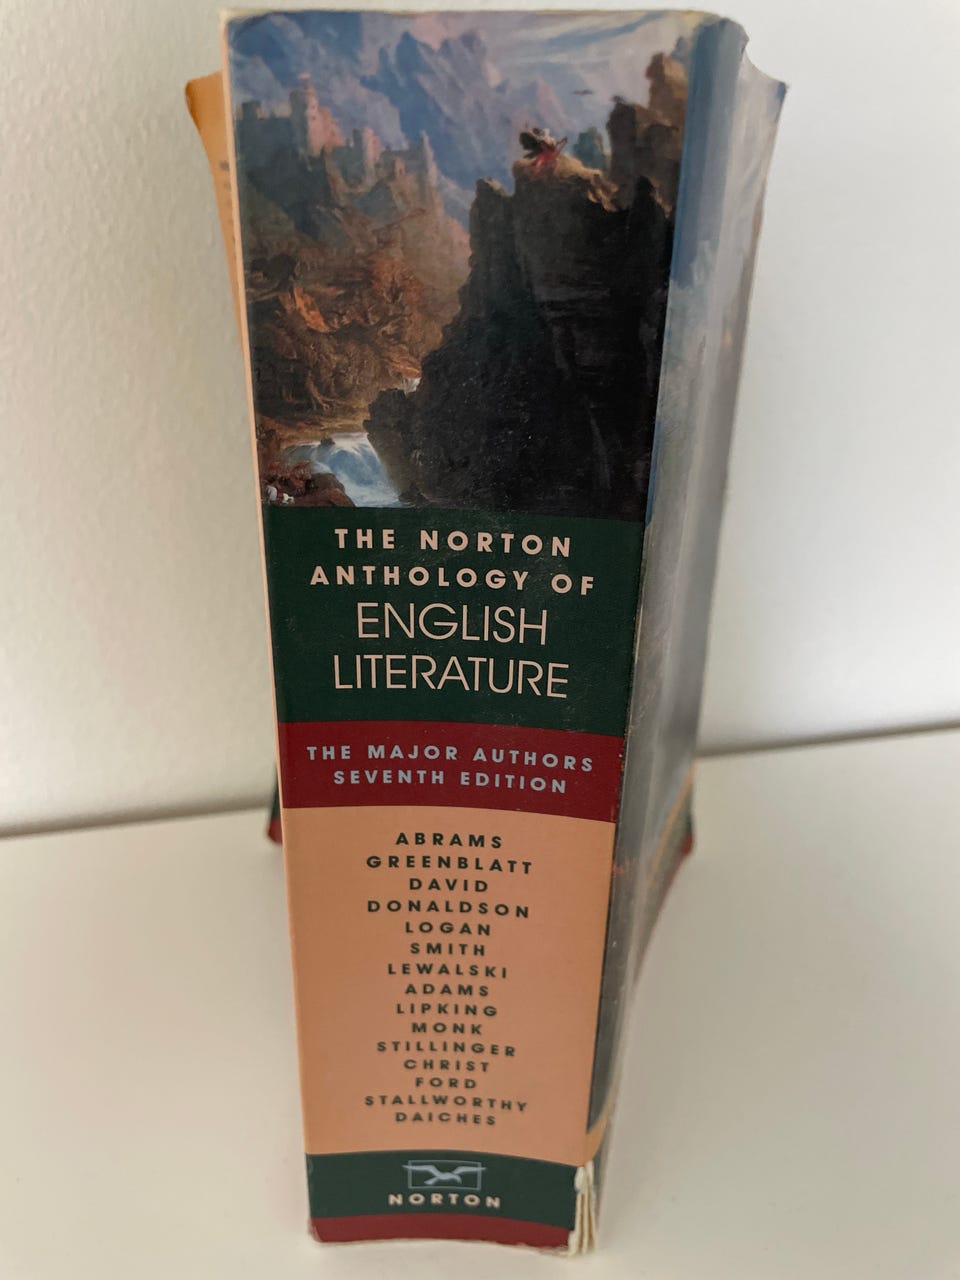 THE NORTON
ANTHOLOGY OF
ENGLISH
LITERATURE
THE MAJOR AUTHORS
SEVENTH EDITION
ABRAMS
GREENBLATT
DAVID
DONALDSON
LOGAN
SMITH
LEWALSKI
ADAMS
LIPKING
MONK
STILLINGER
CHRIST
FORD
STALLWORTHY
DAICHES
NORTON